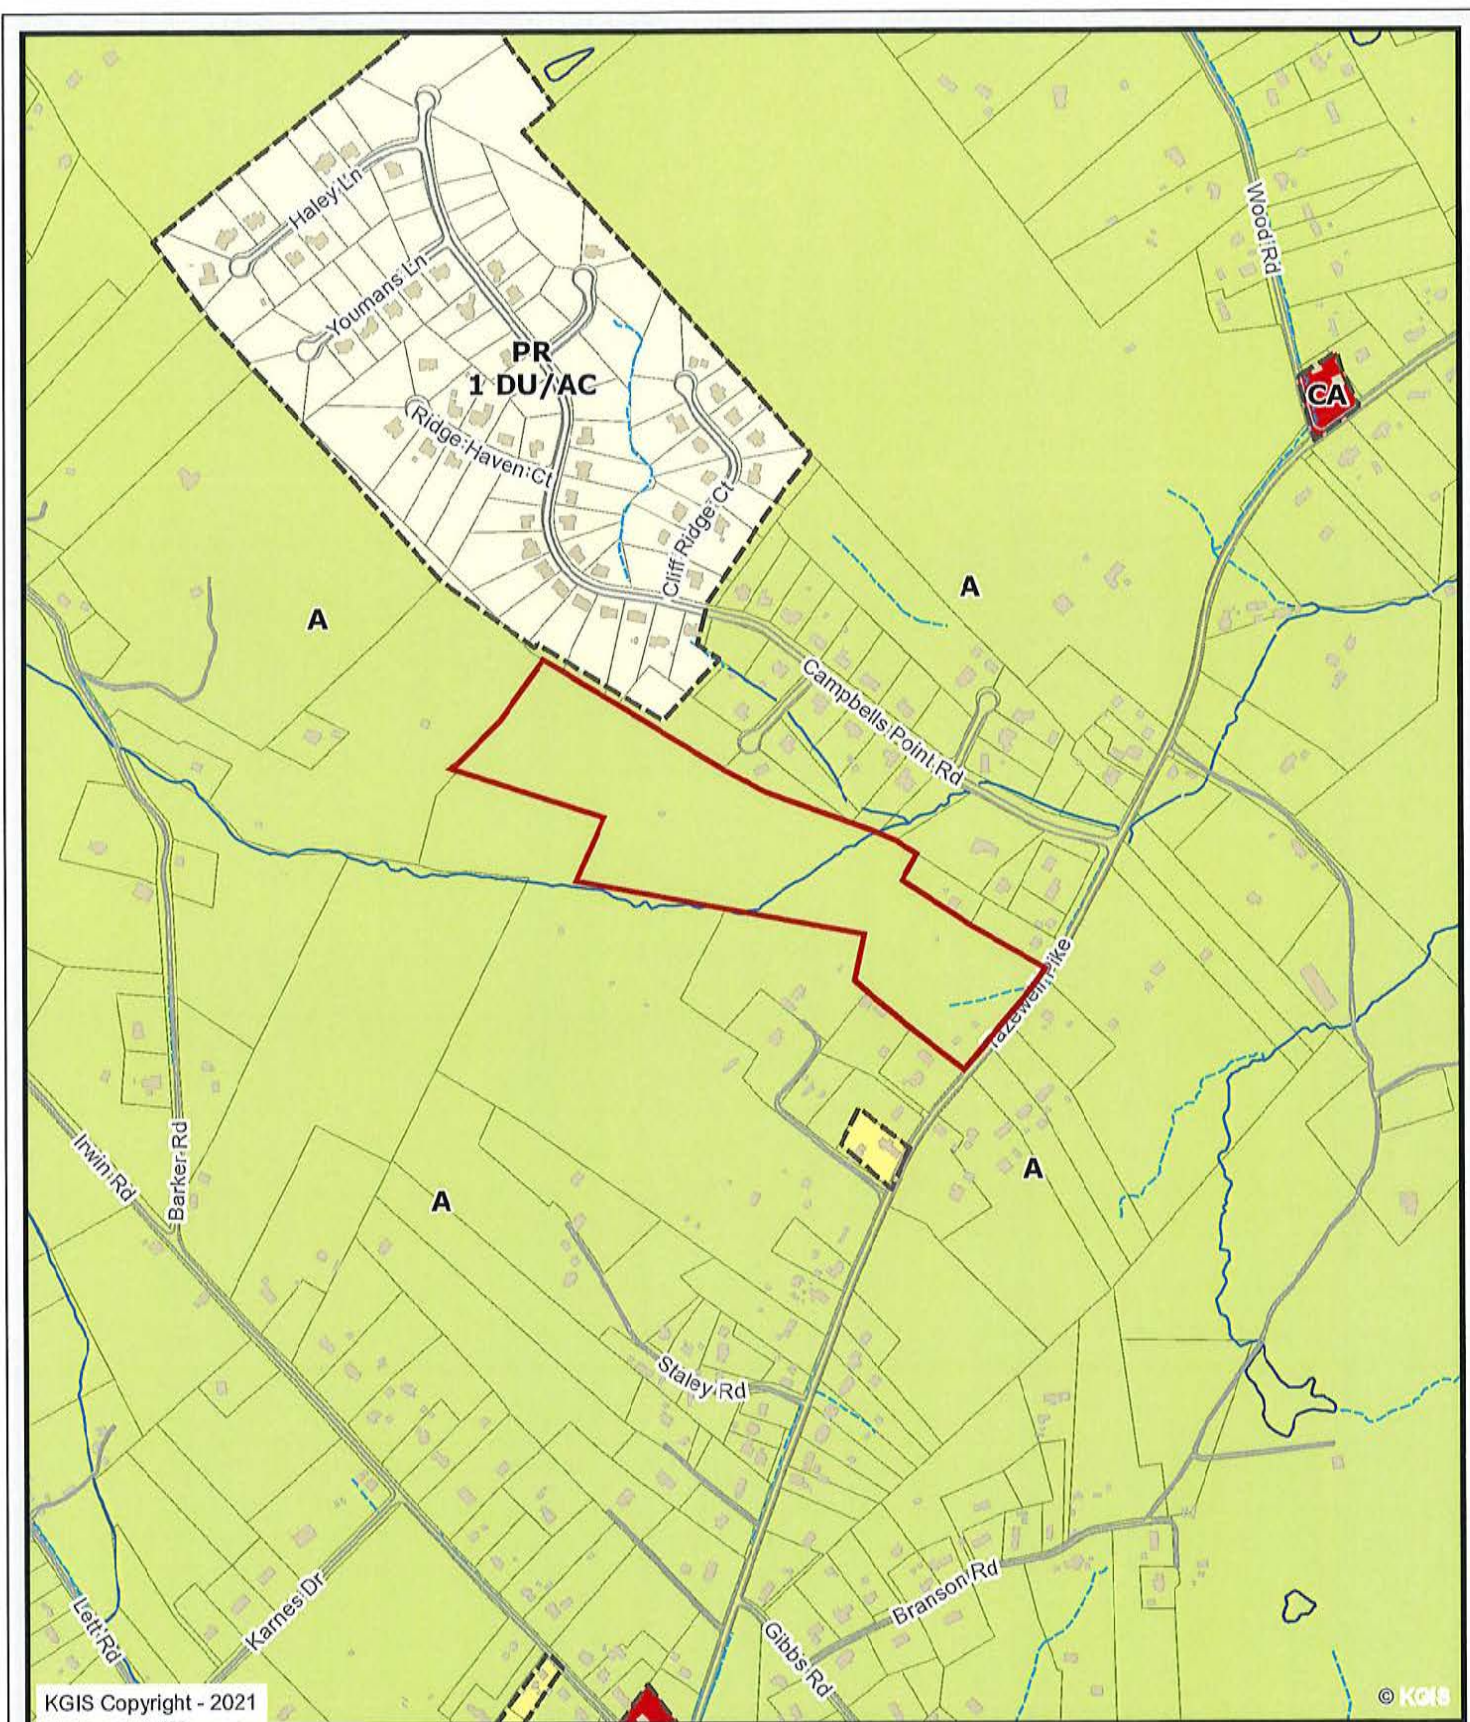 Haley Ln
Wood Rd
Youmans Ln
PR
1 DU/AC
CA
Ridge Haven Ct
Cliff Ridge Ct
A
A
Campbells Point Rd
Tazewell Pike
Irwin Rd
Barker Rd
A
A
Staley Rd
Branson Rd
Karnes Dr
Lett Rd
Gibbs Rd
KGIS Copyright - 2021
© KGIS